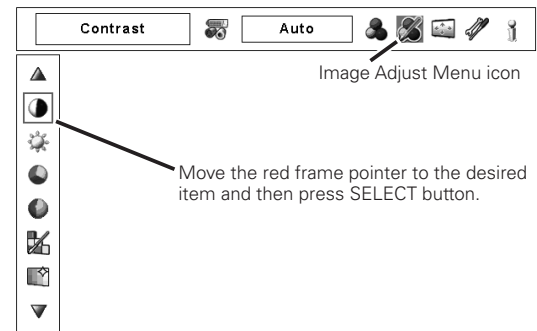 Contrast
Auto
Image Adjust Menu icon
Move the red frame pointer to the desired
item and then press SELECT button.